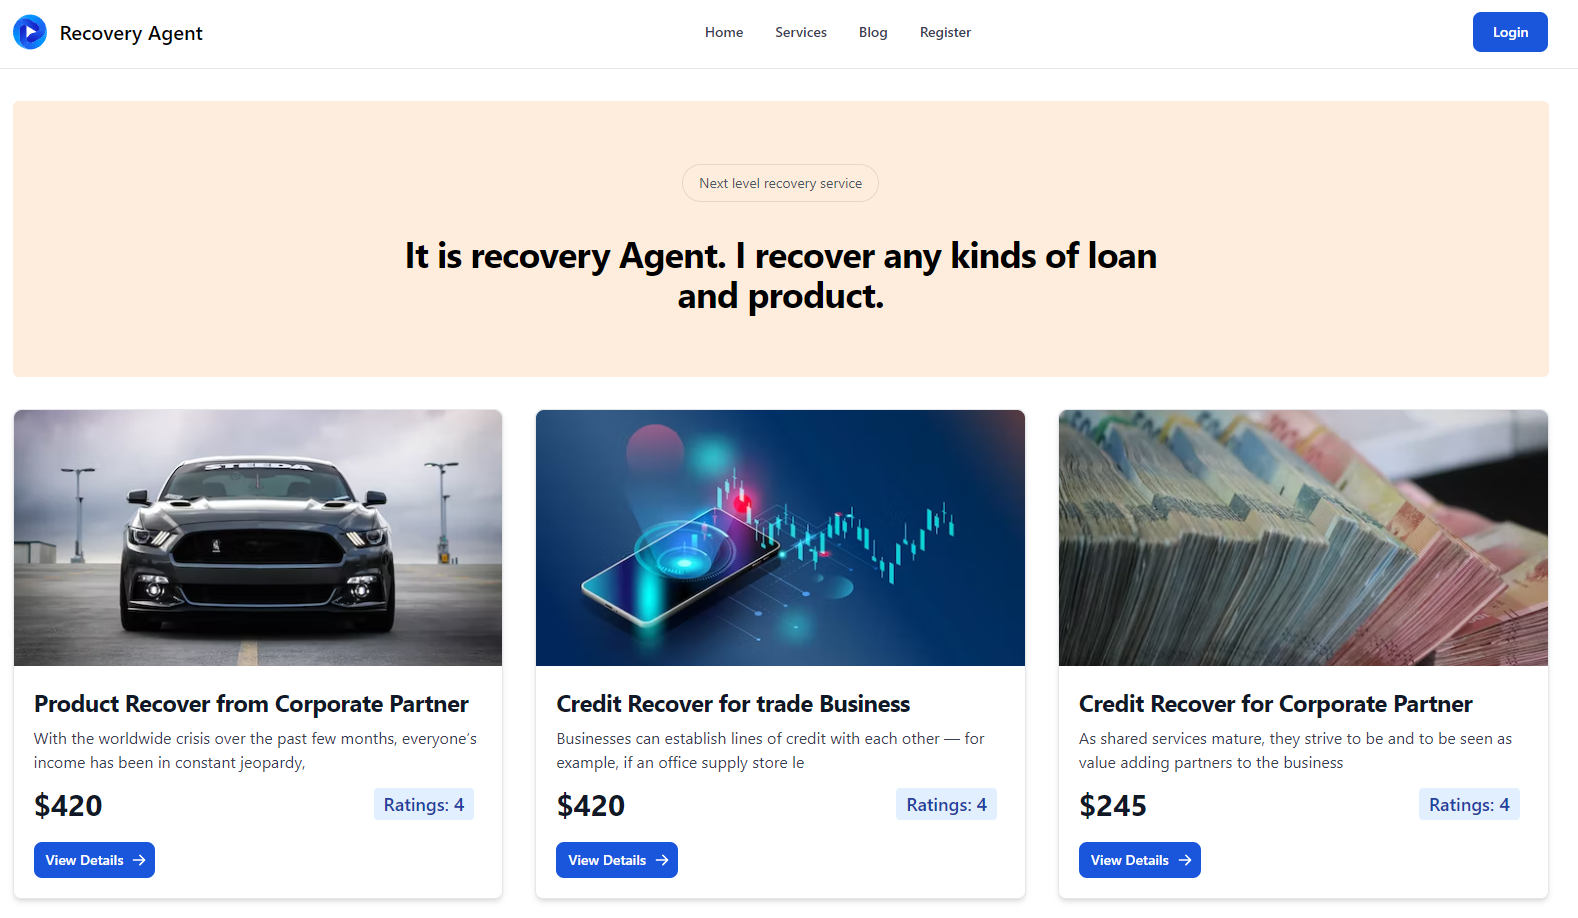 Recovery Agent
Home
Services
Blog
Register
Login
Next level recovery service
It is recovery Agent. I recover any kinds of loan
and product.
STEEDA
Product Recover from Corporate Partner
With the worldwide crisis over the past few months, everyone’s
income has been in constant jeopardy,
$420
Ratings: 4
View Details
Credit Recover for trade Business
Businesses can establish lines of credit with each other — for
example, if an office supply store le
$420
Ratings: 4
View Details
Credit Recover for Corporate Partner
As shared services mature, they strive to be and to be seen as
value adding partners to the business
$245
Ratings: 4
View Details